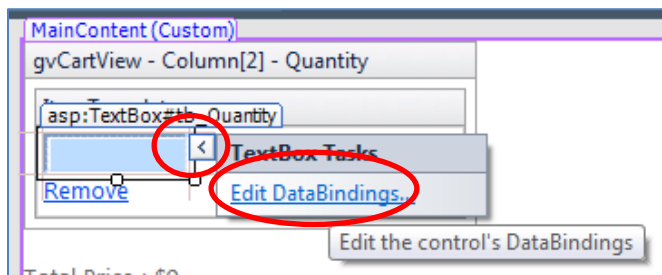 MainContent (Custom)
gvCartView - Column[2] - Quantity
ItemTemplate
asp:TextBox#tb_Quantity
TextBox Tasks
Remove
Edit DataBindings...
Edit the control's DataBindings
Total Price : $0